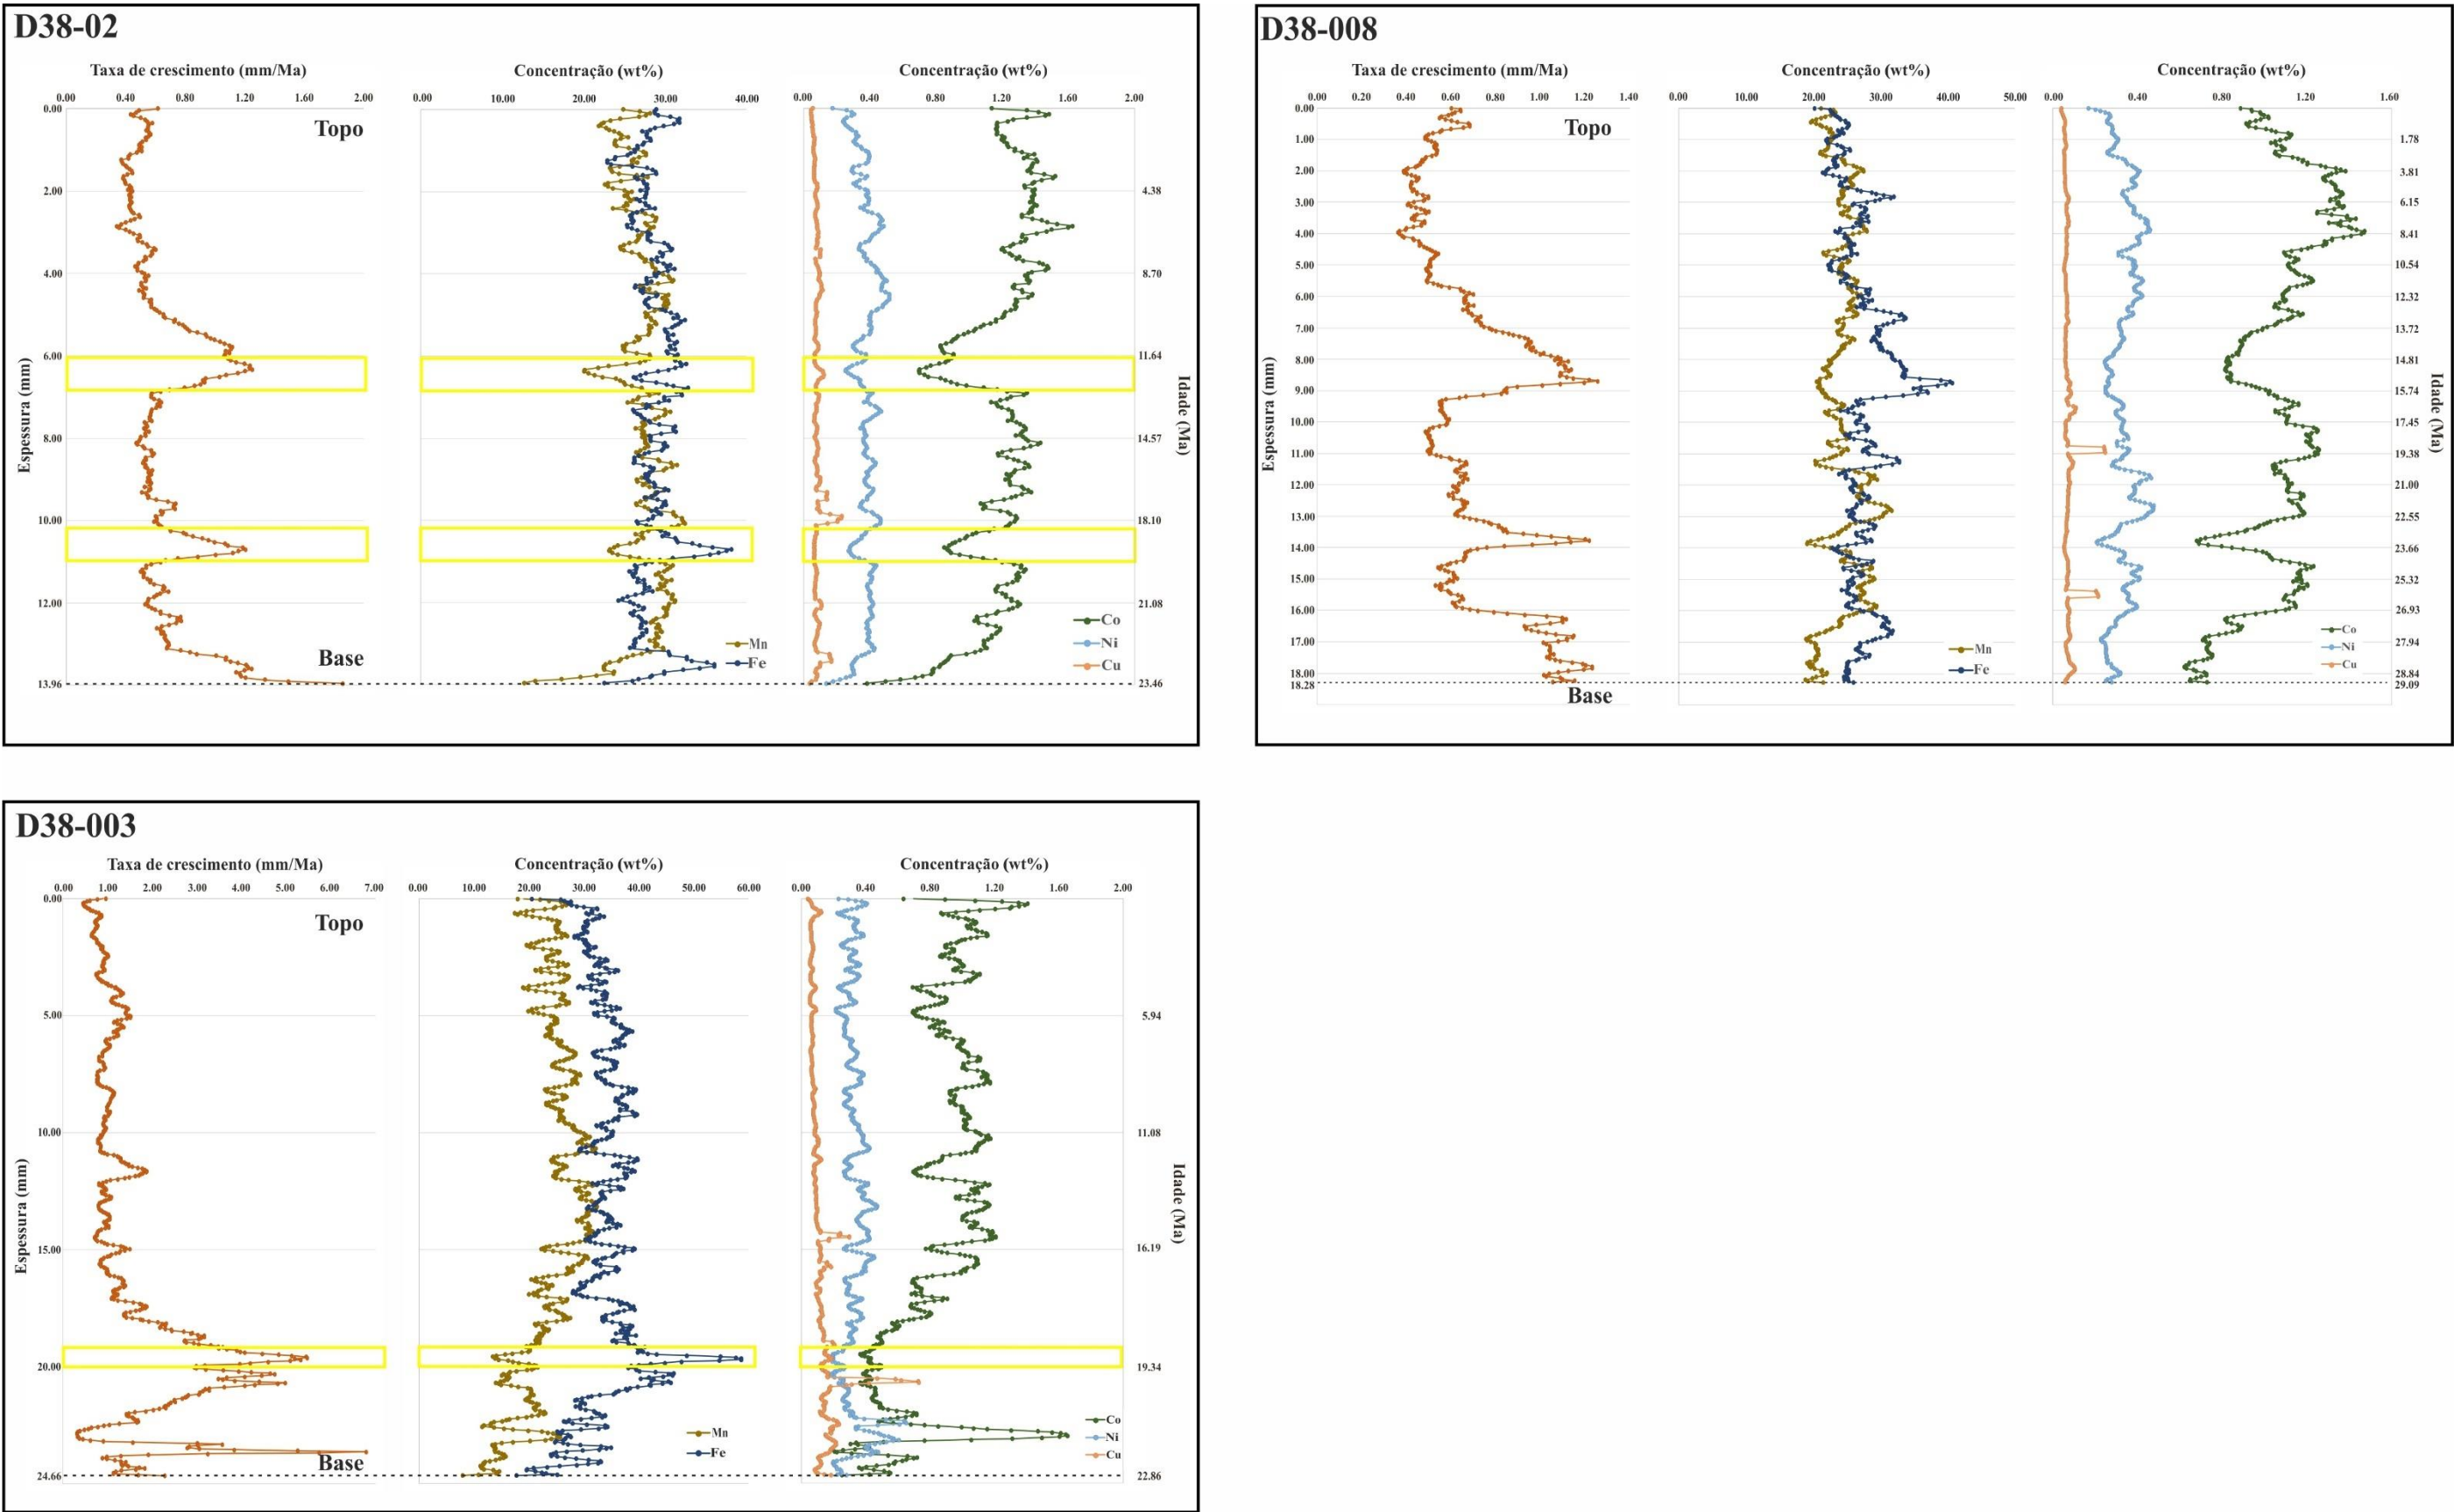 D38-02
Taxa de crescimento (mm/Ma)
Concentração (wt%)
Concentração (wt%)
0.00 0.40 0.80 1.20 1.60 2.00
0.00 10.00 20.00 30.00 40.00
0.00 0.40 0.80 1.20 1.60 2.00
Espessura (mm)
0.00
2.00
4.00
6.00
8.00
10.00
12.00
13.96
Topo
Base
Mn
Fe
Co
Ni
Cu
4.38
8.70
11.64
14.57
18.10
21.08
23.46
Idade (Ma)
D38-008
Taxa de crescimento (mm/Ma)
Concentração (wt%)
Concentração (wt%)
0.00 0.20 0.40 0.60 0.80 1.00 1.20 1.40
0.00 10.00 20.00 30.00 40.00 50.00
0.00 0.40 0.80 1.20 1.60
Espessura (mm)
0.00
1.00
2.00
3.00
4.00
5.00
6.00
7.00
8.00
9.00
10.00
11.00
12.00
13.00
14.00
15.00
16.00
17.00
18.00
18.28
Topo
Base
Mn
Fe
Co
Ni
Cu
1.78
3.81
6.15
8.41
10.54
12.32
13.72
14.81
15.74
17.45
19.38
21.00
22.55
23.66
25.32
26.93
27.94
28.84
29.09
Idade (Ma)
D38-003
Taxa de crescimento (mm/Ma)
Concentração (wt%)
Concentração (wt%)
0.00 1.00 2.00 3.00 4.00 5.00 6.00 7.00
0.00 10.00 20.00 30.00 40.00 50.00 60.00
0.00 0.40 0.80 1.20 1.60 2.00
Espessura (mm)
0.00
5.00
10.00
15.00
20.00
24.66
Topo
Base
Mn
Fe
Co
Ni
Cu
5,94
11.08
16.19
19.34
22.86
Idade (Ma)